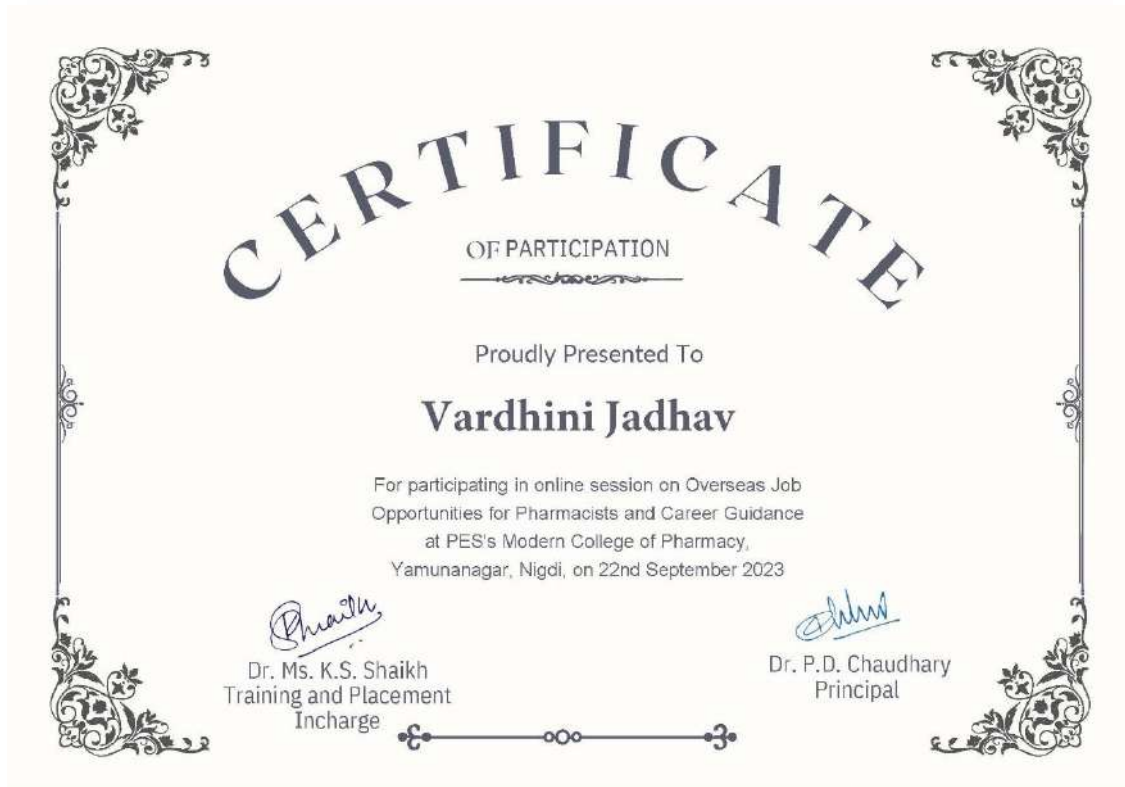 CERTIFICATE
OF PARTICIPATION
Proudly Presented To
Vardhini Jadhav
For participating in online session on Overseas Job
Opportunities for Pharmacists and Career Guidance
at PES's Modern College of Pharmacy,
Yamunanagar, Nigdi, on 22nd September 2023
Dr. Ms. K.S. Shaikh
Training and Placement
Incharge
Dr. P.D. Chaudhary
Principal